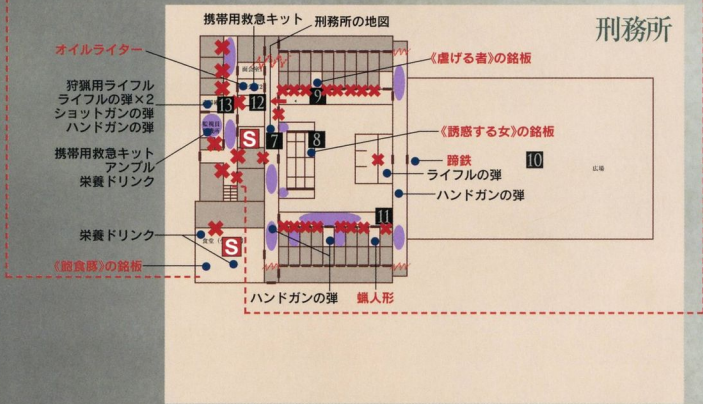 携帯用救急キット
刑務所の地図
刑務所
オイルライター
《虐げる者》の銘板
狩猟用ライフル
ライフルの弾×2
ショットガンの弾
ハンドガンの弾
13
12
9
S
7
8
《誘惑する女》の銘板
携帯用救急キット
アンプル
栄養ドリンク
蹄鉄
ライフルの弾
10
広場
ハンドガンの弾
11
栄養ドリンク
食堂
S
《餓食豚》の銘板
ハンドガンの弾
蝋人形